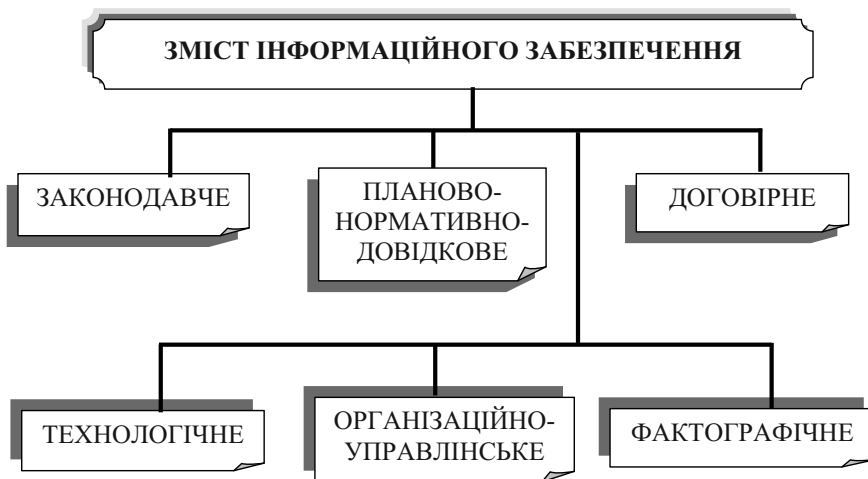 ЗМІСТ ІНФОРМАЦІЙНОГО ЗАБЕЗПЕЧЕННЯ
ЗАКОНОДАВЧЕ
ПЛАНОВО-
НОРМАТИВНО-
ДОВІДКОВЕ
ДОГОВІРНЕ
ТЕХНОЛОГІЧНЕ
ОРГАНІЗАЦІЙНО-
УПРАВЛІНСЬКЕ
ФАКТОГРАФІЧНЕ